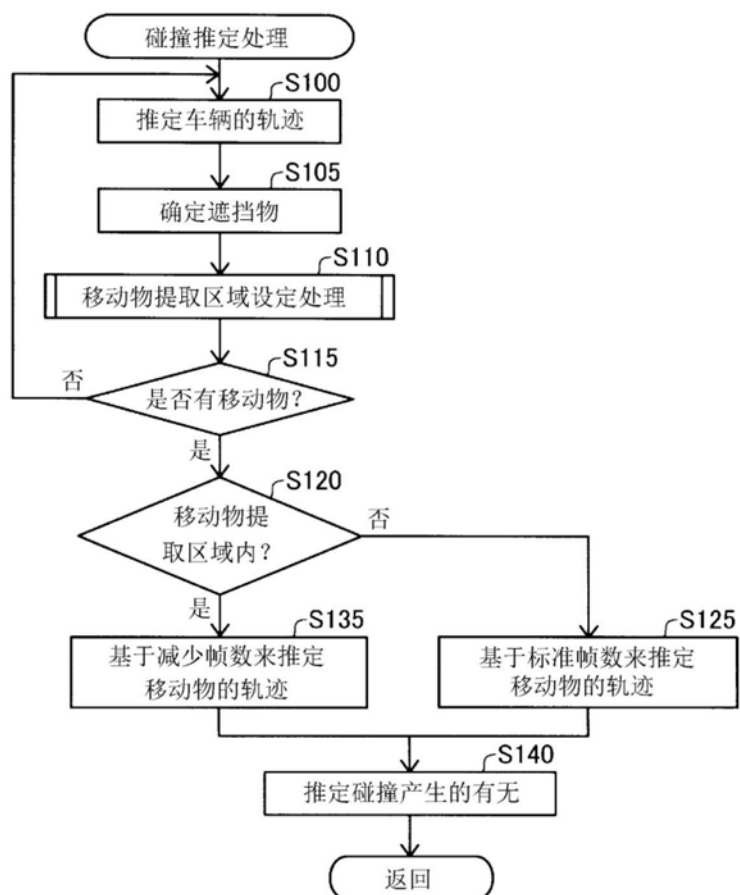 碰撞推定处理
S100
推定车辆的轨迹
S105
确定遮挡物
S110
移动物提取区域设定处理
S115
否
是否有移动物？
是
S120
移动物提
取区域内？
否
是
S135
基于减少帧数来推定
移动物的轨迹
S125
基于标准帧数来推定
移动物的轨迹
S140
推定碰撞产生的有无
返回